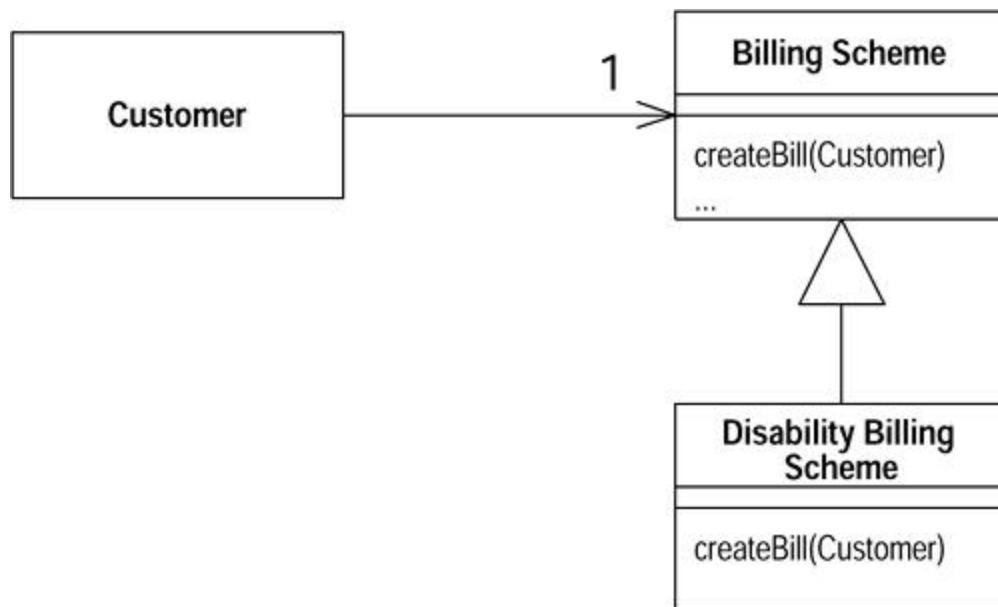 Customer
1
Billing Scheme
createBill(Customer)
...
Disability Billing
Scheme
createBill(Customer)